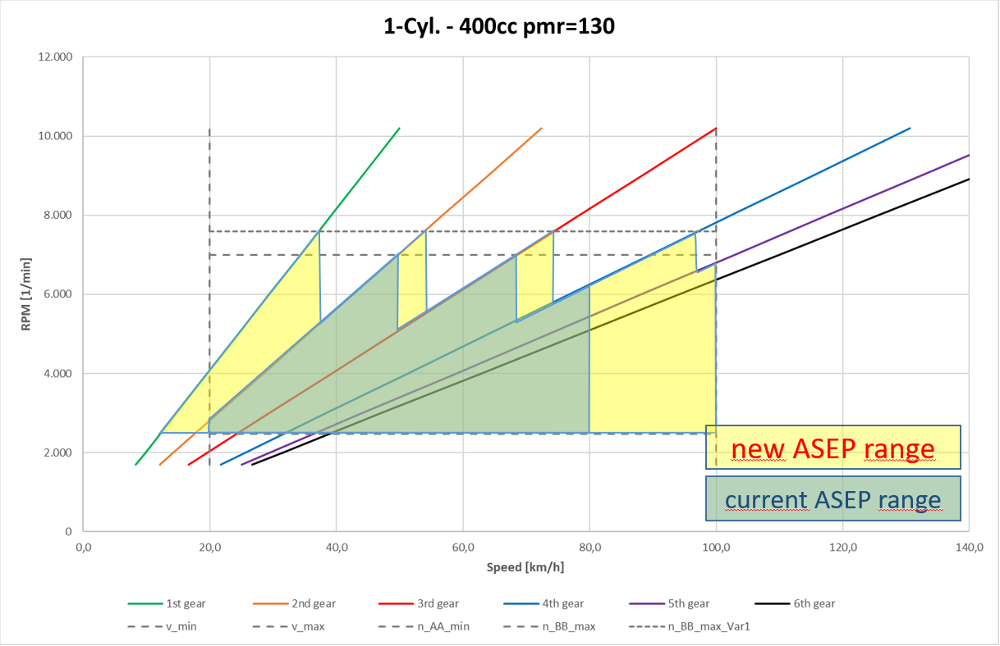 1-Cyl. - 400cc pmr=130
12.000
10.000
8.000
6.000
4.000
2.000
0
RPM [1/min]
0,0 20,0 40,0 60,0 80,0 100,0 120,0 140,0
Speed [km/h]
new ASEP range
current ASEP range
1st gear 2nd gear 3rd gear 4th gear 5th gear 6th gear
v_min v_max n_AA_min n_BB_max n_BB_max_Var1